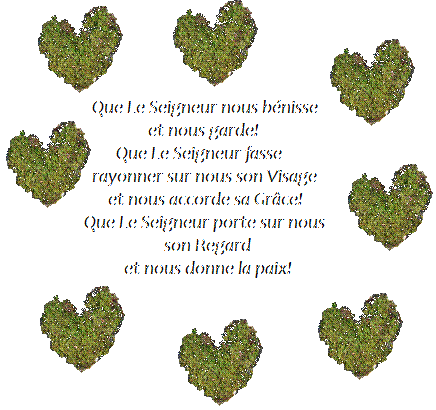 Que Le Seigneur nous bénisse
et nous garde!
Que Le Seigneur fasse
rayonner sur nous son Visage
et nous accorde sa Grâce!
Que Le Seigneur porte sur nous
son Regard
et nous donne la paix!